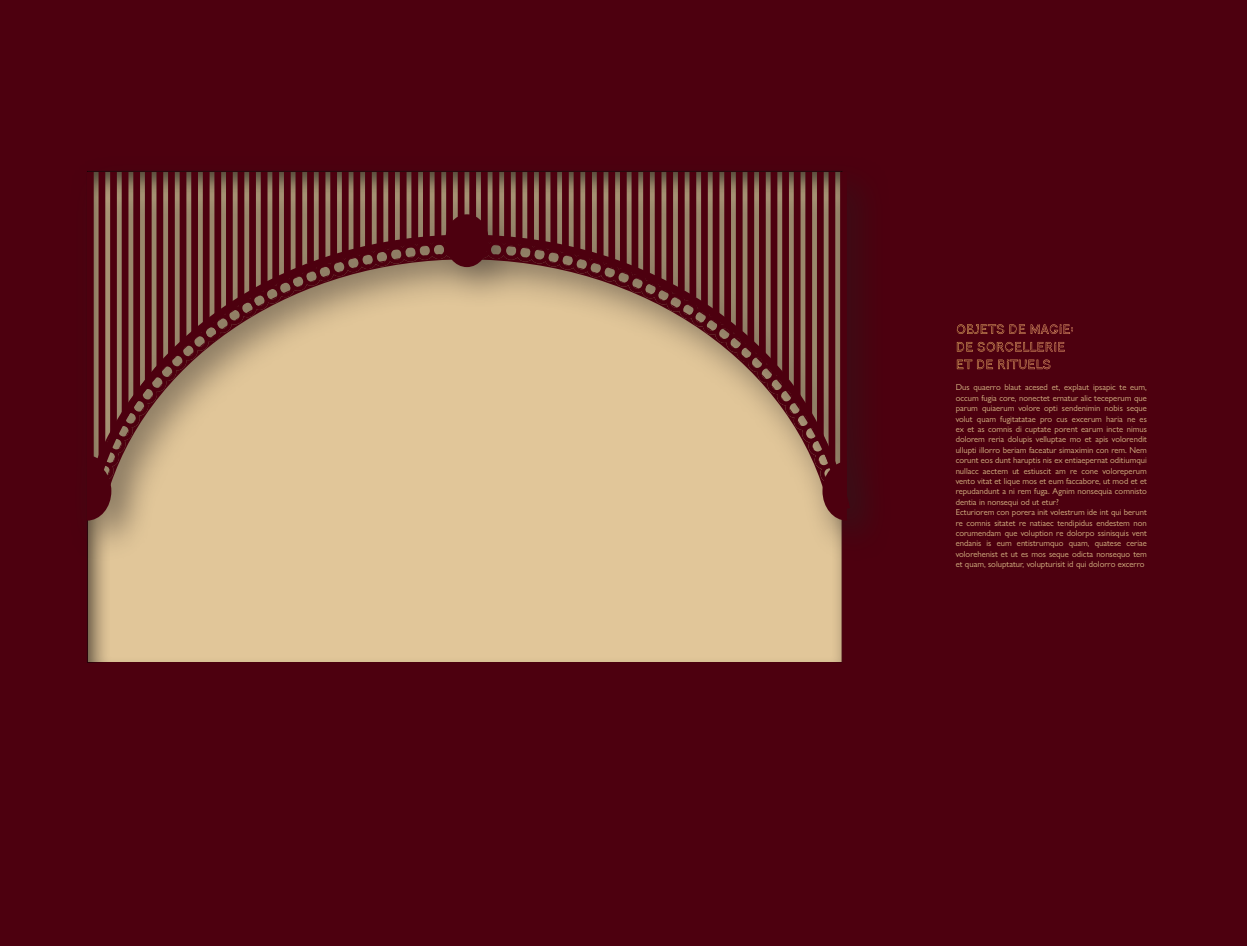 OBJETS DE MAGIE,
DE SORCELLERIE
ET DE RITUELS
Dus quaerro blaut acesed et, explaut ipsapic te eum,
occum fugia core, nonectet ernatur alic teceperum que
parum quiaerum volore opti sendenimin nobis seque
volut quam fugitatatae pro cus excerum haria ne es
ex et as comnis di cuptate porent earum incte nimus
dolorem reria dolupis velluptae mo et apis volorendit
ullupti illorro beriam faceatur simaximin con rem. Nem
corunt eos dunt haruptis nis ex entiaepernat oditiumqui
nullacc aectem ut estiuscit am re cone voloreperum
vento vitat et lique mos et eum faccabore, ut mod et et
repudandunt a ni rem fuga. Agnim nonsequia comnisto
dentia in nonsequi od ut etur?
Ecturiorem con porera init volestrum ide int qui berunt
re comnis sitatet re natiaec tendipidus endestem non
corumendam que voluption re dolorpo ssinisquis vent
endanis is eum entistrumquo quam, quatese ceriae
volorehenist et ut es mos seque odicta nonsequo tem
et quam, soluptatur, volupturisit id qui dolorro excerro